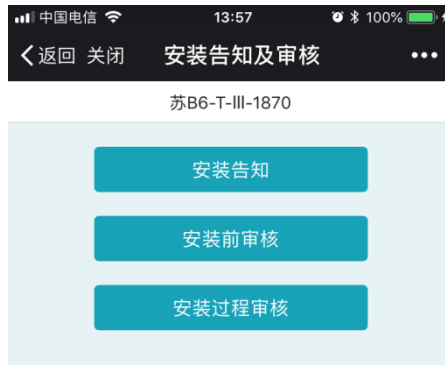 中国电信 13:57 100%
返回 关闭 安装告知及审核
苏B6-T-Ⅲ-1870
安装告知
安装前审核
安装过程审核